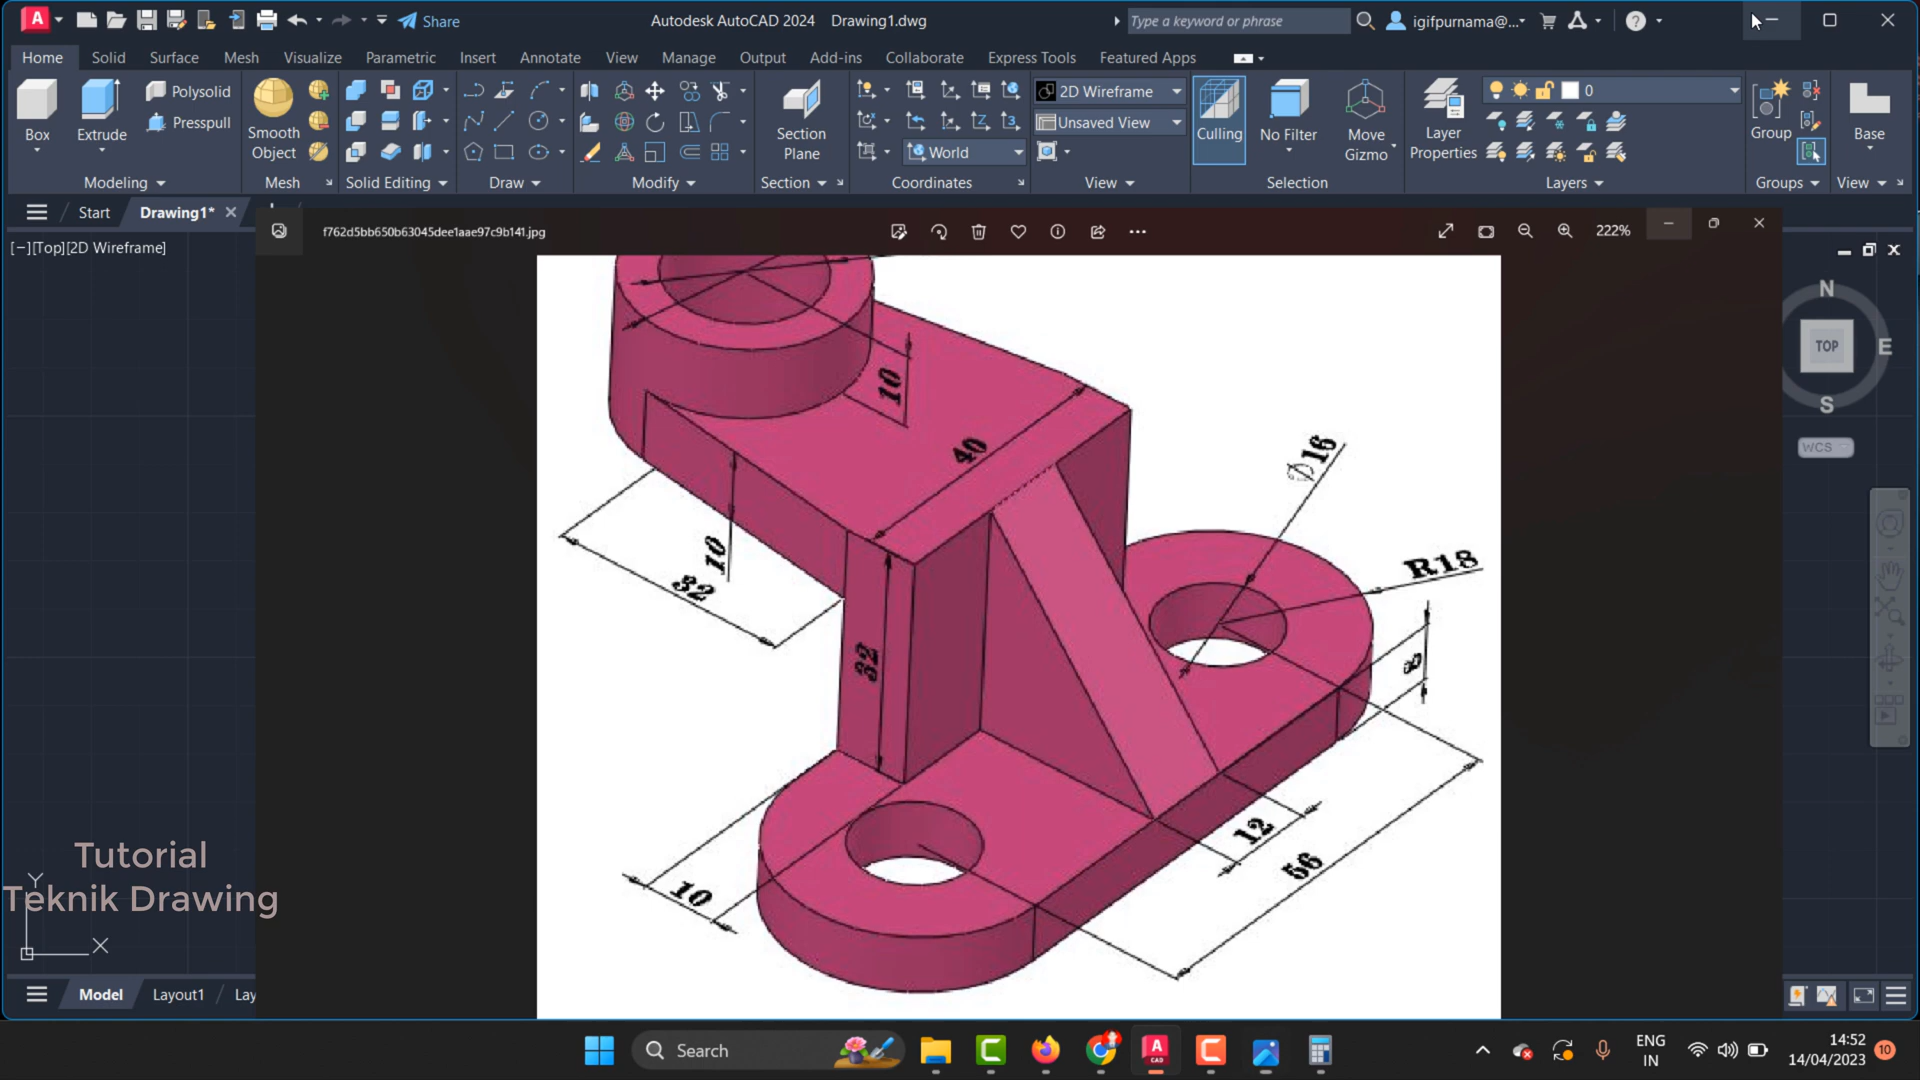 Share
Autodesk AutoCAD 2024 Drawing1.dwg
Type a keyword or phrase
igifpurnama@...
Home Solid Surface Mesh Visualize Parametric Insert Annotate View Manage Output Add-ins Collaborate Express Tools Featured Apps
Box
Extrude
Polysolid
Presspull
Smooth
Object
Section
Plane
World
2D Wireframe
Unsaved View
Culling
No Filter
Move
Gizmo
Layer
Properties
0
Group
Base
Modeling
Mesh
Solid Editing
Draw
Modify
Section
Coordinates
View
Selection
Layers
Groups
View
Start
Drawing1*
[−][Top][2D Wireframe]
f762d5bb650b63045dee1aae97c9b141.jpg
222%
N
TOP
E
S
WCS
10
40
∅16
R18
10
32
32
8
12
56
10
Tutorial
Teknik Drawing
Y
X
Model
Layout1
Lay
Search
ENG
IN
14:52
14/04/2023
10